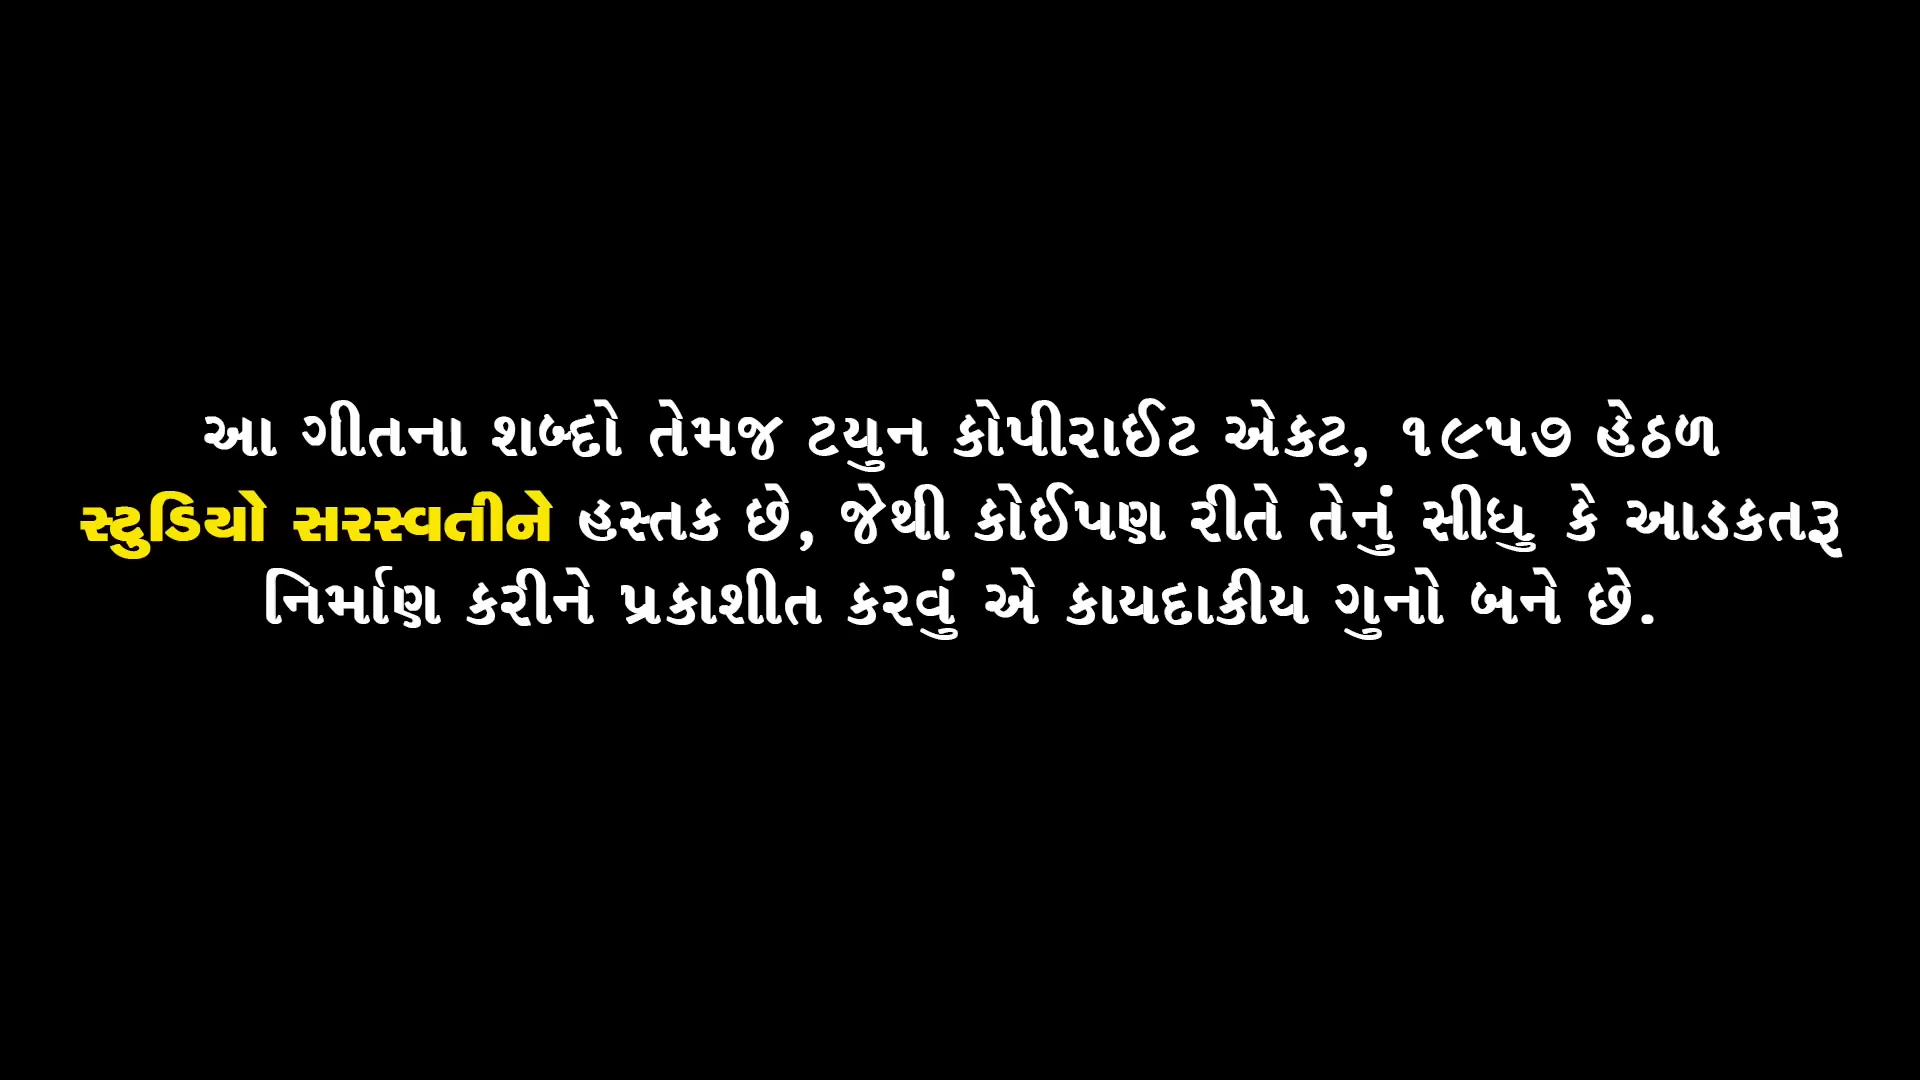 આ ગીતના શબ્દો તેમજ ટયુન કોપીરાઈટ એકટ, ૧૯૫૭ હેઠળ
સ્ટુડિયો સરસ્વતીને હસ્તક છે, જેથી કોઈપણ રીતે તેનું સીધુ કે આડકતરૂ
નિર્માણ કરીને પ્રકાશીત કરવું એ કાયદાકીય ગુનો બને છે.